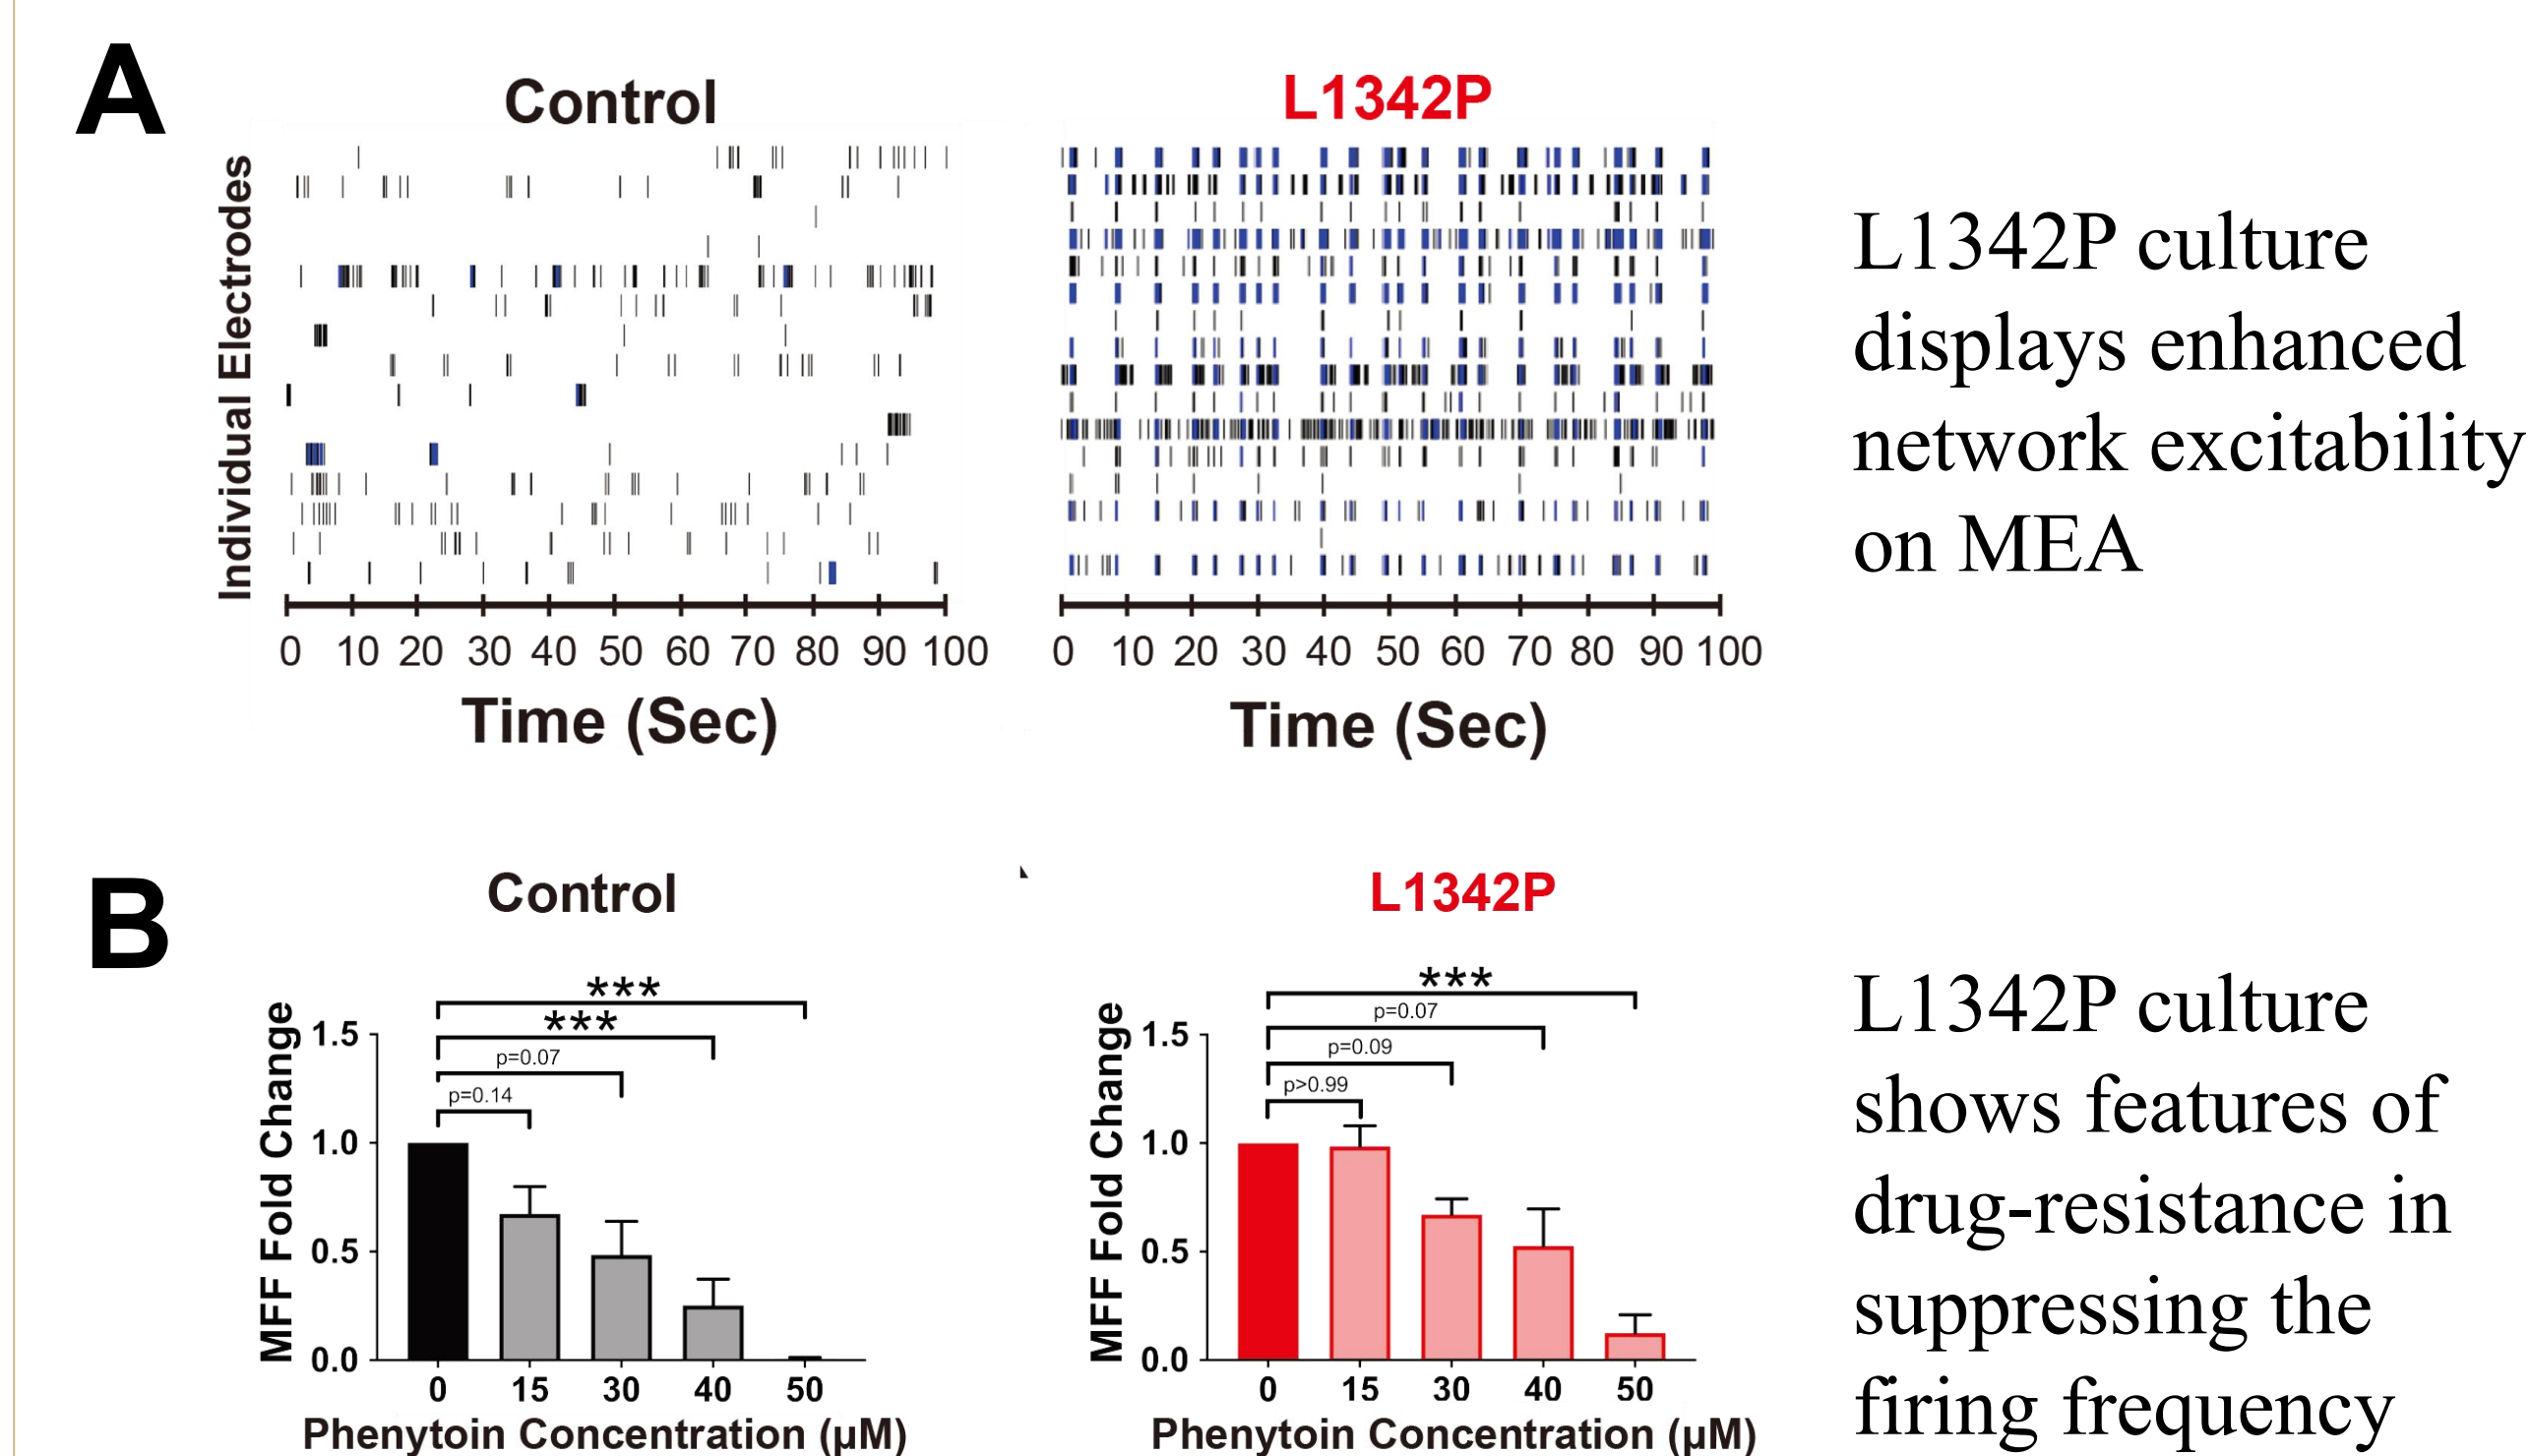 A
Control
L1342P
Individual Electrodes
0 10 20 30 40 50 60 70 80 90 100
Time (Sec)
0 10 20 30 40 50 60 70 80 90 100
Time (Sec)
L1342P culture
displays enhanced
network excitability
on MEA
B
Control
MFF Fold Change
1.5
1.0
0.5
0.0
***
***
p=0.07
p=0.14
0 15 30 40 50
Phenytoin Concentration (µM)
L1342P
MFF Fold Change
1.5
1.0
0.5
0.0
***
p=0.07
p=0.09
p>0.99
0 15 30 40 50
Phenytoin Concentration (µM)
L1342P culture
shows features of
drug-resistance in
suppressing the
firing frequency